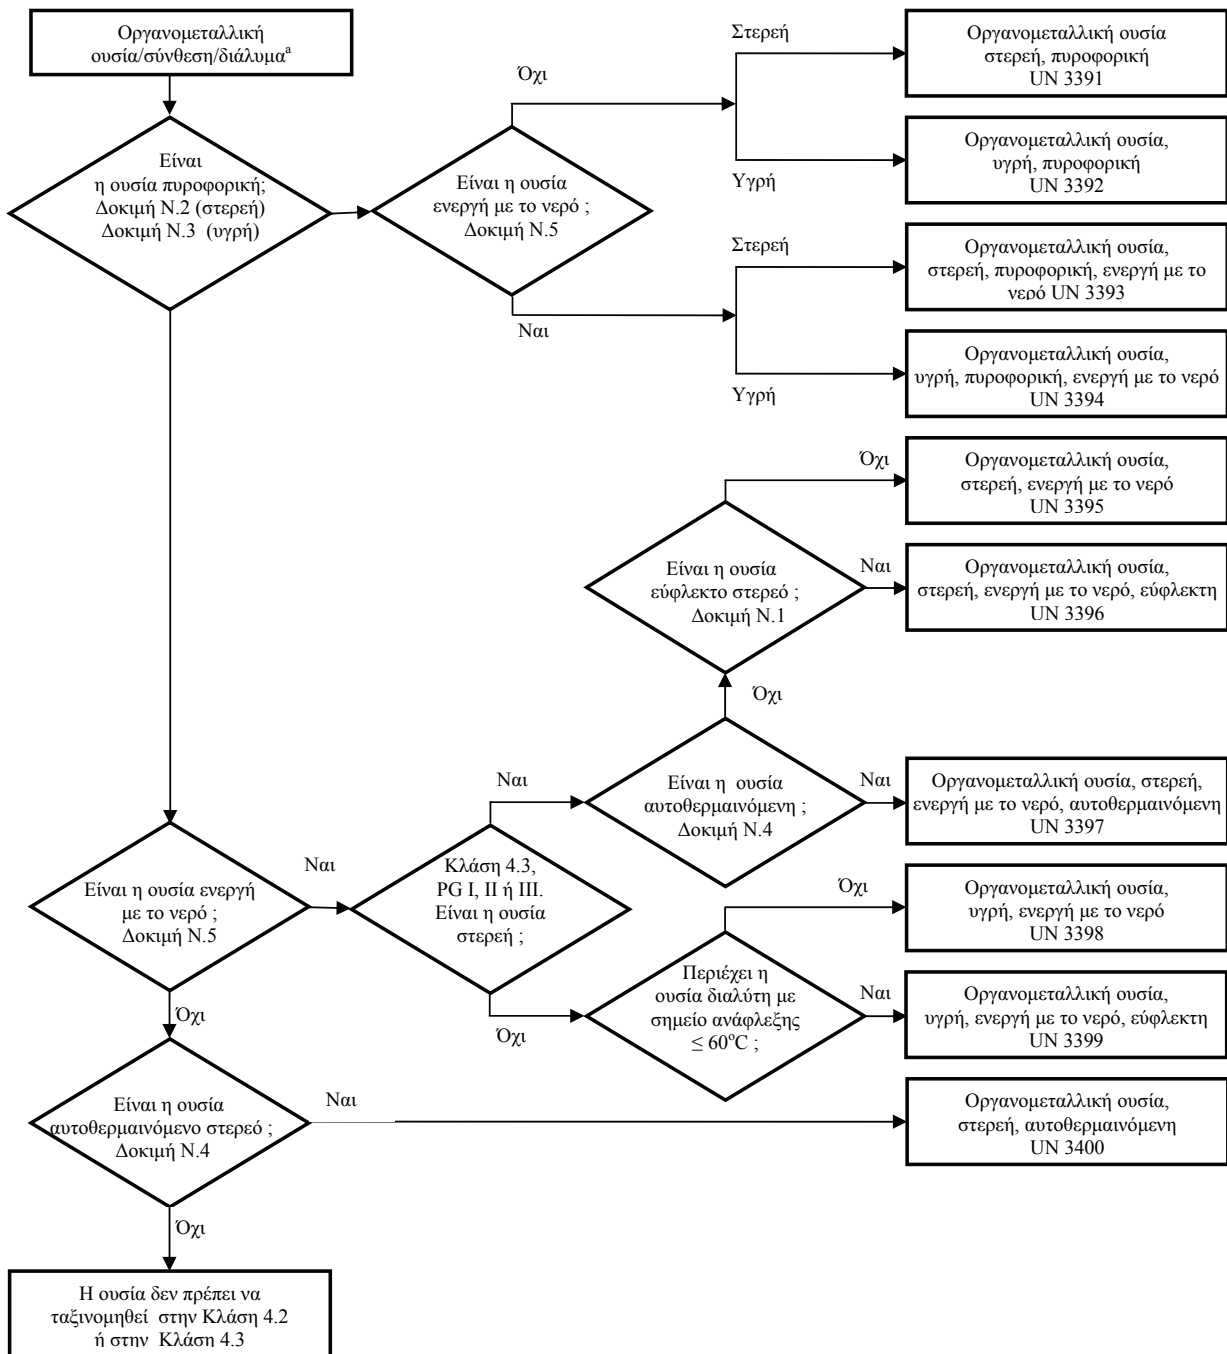 Οργανομεταλλική
ουσία/σύνθεση/διάλυμαᵃ
Είναι
η ουσία πυροφορική;
Δοκιμή N.2 (στερεή)
Δοκιμή N.3 (υγρή)
Όχι
Είναι η ουσία
ενεργή με το νερό ;
Δοκιμή N.5
Ναι
Στερεή
Οργανομεταλλική ουσία
στερεή, πυροφορική
UN 3391
Υγρή
Οργανομεταλλική ουσία,
υγρή, πυροφορική
UN 3392
Στερεή
Οργανομεταλλική ουσία,
στερεή, πυροφορική, ενεργή με το
νερό UN 3393
Υγρή
Οργανομεταλλική ουσία,
υγρή, πυροφορική, ενεργή με το νερό
UN 3394
Όχι
Οργανομεταλλική ουσία,
στερεή, ενεργή με το νερό
UN 3395
Είναι η ουσία
εύφλεκτο στερεό ;
Δοκιμή N.1
Ναι
Οργανομεταλλική ουσία,
στερεή, ενεργή με το νερό, εύφλεκτη
UN 3396
Όχι
Ναι
Είναι η ουσία
αυτοθερμαινόμενη ;
Δοκιμή N.4
Ναι
Οργανομεταλλική ουσία, στερεή,
ενεργή με το νερό, αυτοθερμαινόμενη
UN 3397
Είναι η ουσία ενεργή
με το νερό ;
Δοκιμή N.5
Ναι
Κλάση 4.3,
PG I, II ή III.
Είναι η ουσία
στερεή ;
Όχι
Οργανομεταλλική ουσία,
υγρή, ενεργή με το νερό
UN 3398
Όχι
Όχι
Περιέχει η
ουσία διαλύτη με
σημείο ανάφλεξης
≤ 60°C ;
Ναι
Οργανομεταλλική ουσία,
υγρή, ενεργή με το νερό, εύφλεκτη
UN 3399
Είναι η ουσία
αυτοθερμαινόμενο στερεό ;
Δοκιμή N.4
Ναι
Οργανομεταλλική ουσία,
στερεή, αυτοθερμαινόμενη
UN 3400
Όχι
Η ουσία δεν πρέπει να
ταξινομηθεί στην Κλάση 4.2
ή στην Κλάση 4.3